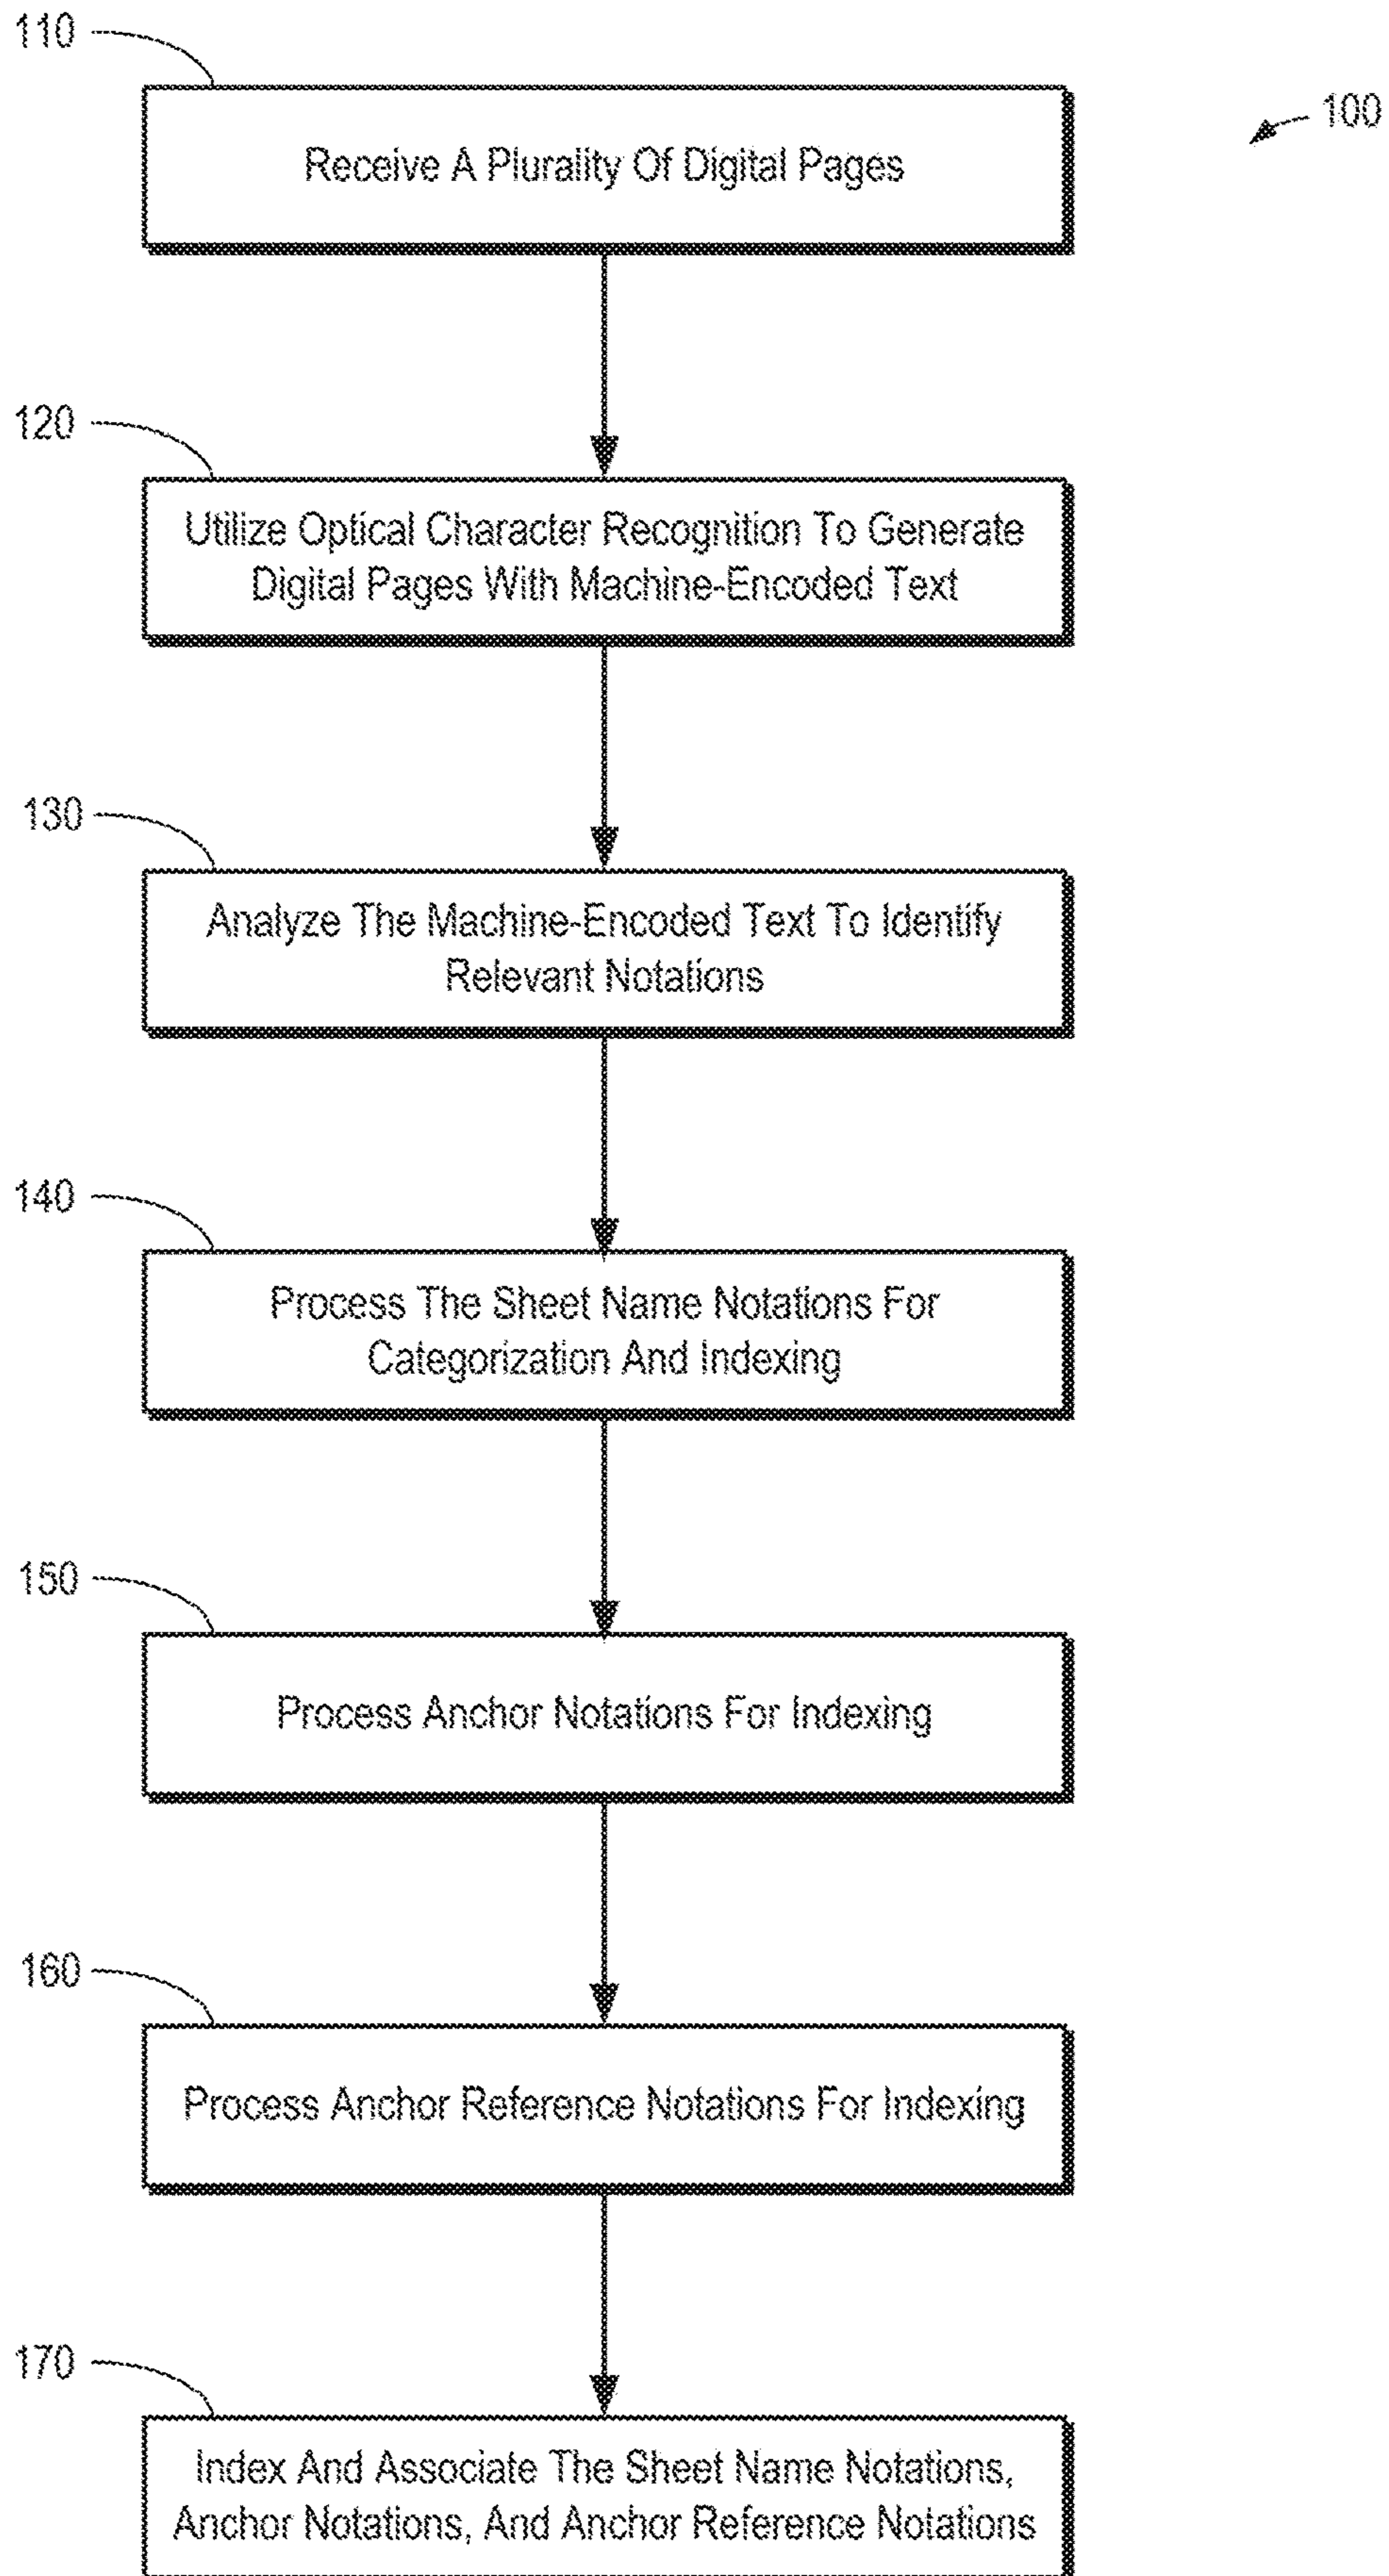 110
100
Receive A Plurality Of Digital Pages
120
Utilize Optical Character Recognition To Generate
Digital Pages With Machine-Encoded Text
130
Analyze The Machine-Encoded Text To Identify
Relevant Notations
140
Process The Sheet Name Notations For
Categorization And Indexing
150
Process Anchor Notations For Indexing
160
Process Anchor Reference Notations For Indexing
170
Index And Associate The Sheet Name Notations,
Anchor Notations, And Anchor Reference Notations